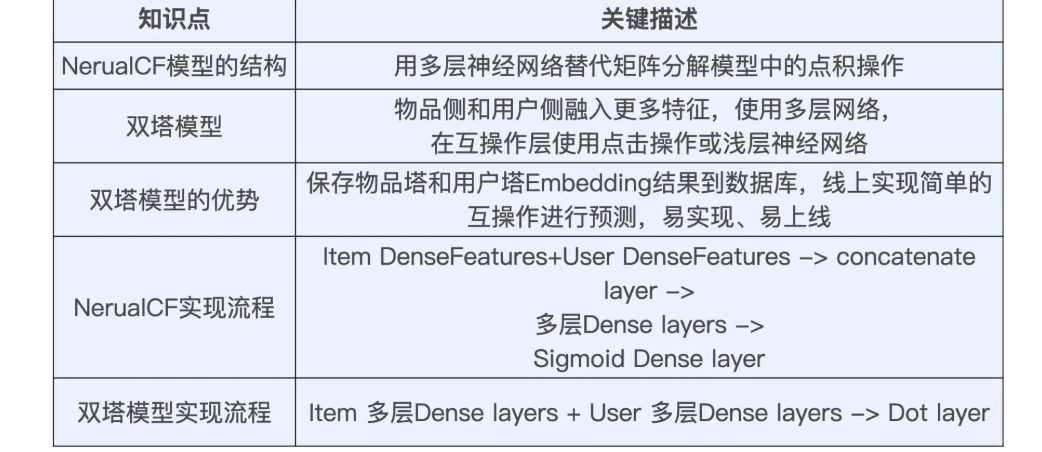 知识点 关键描述
NerualCF模型的结构 用多层神经网络替代矩阵分解模型中的点积操作
双塔模型 物品侧和用户侧融入更多特征，使用多层网络，
在互操作层使用点击操作或浅层神经网络
双塔模型的优势 保存物品塔和用户塔Embedding结果到数据库，线上实现简单的
互操作进行预测，易实现、易上线
NerualCF实现流程 Item DenseFeatures+User DenseFeatures –> concatenate
layer –>
多层Dense layers –>
Sigmoid Dense layer
双塔模型实现流程 Item 多层Dense layers + User 多层Dense layers –> Dot layer